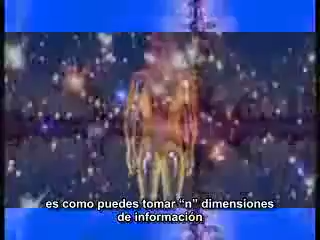 es como puedes tomar “n” dimensiones
de información